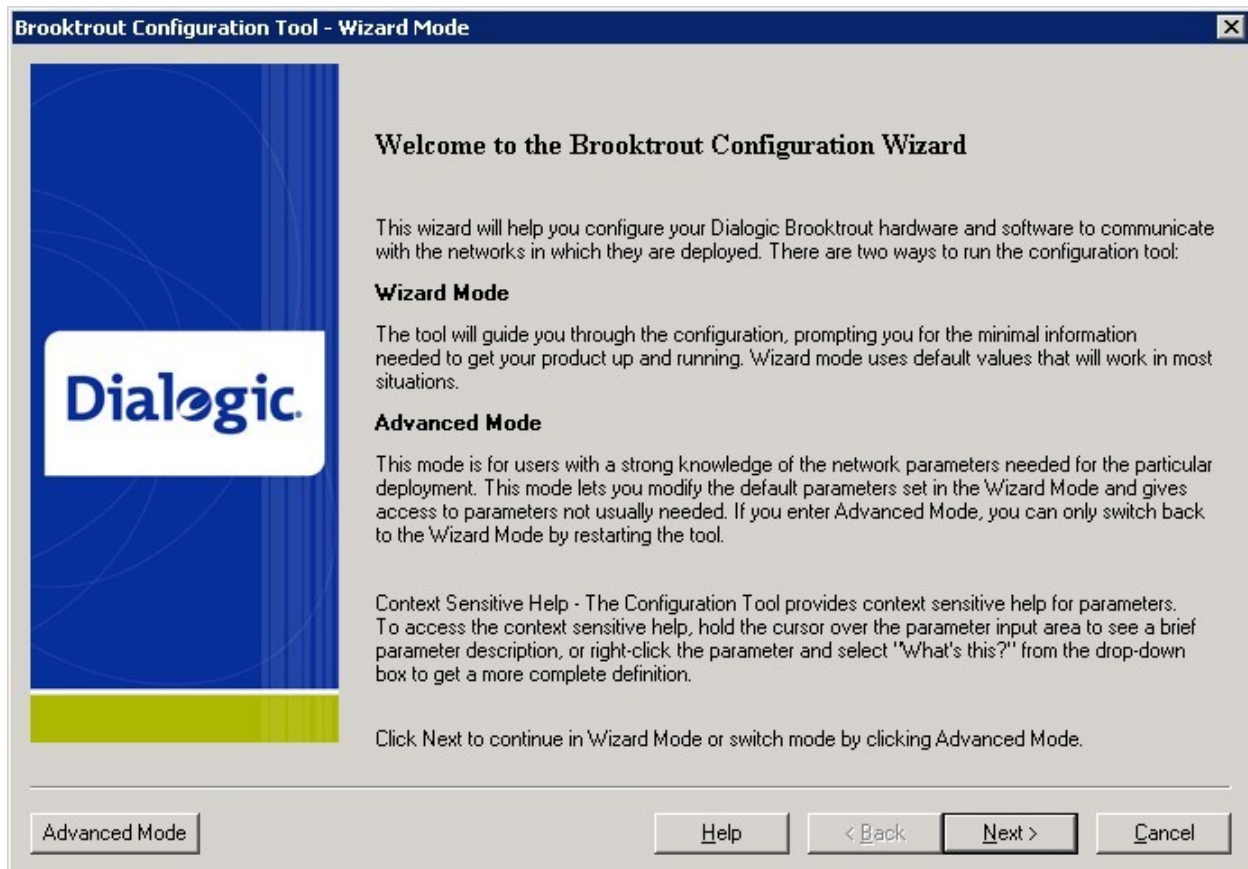 Brooktrout Configuration Tool - Wizard Mode
Welcome to the Brooktrout Configuration Wizard
This wizard will help you configure your Dialogic Brooktrout hardware and software to communicate
with the networks in which they are deployed. There are two ways to run the configuration tool:
Wizard Mode
The tool will guide you through the configuration, prompting you for the minimal information
needed to get your product up and running. Wizard mode uses default values that will work in most
situations.
Dialogic.
Advanced Mode
This mode is for users with a strong knowledge of the network parameters needed for the particular
deployment. This mode lets you modify the default parameters set in the Wizard Mode and gives
access to parameters not usually needed. If you enter Advanced Mode, you can only switch back
to the Wizard Mode by restarting the tool.
Context Sensitive Help - The Configuration Tool provides context sensitive help for parameters.
To access the context sensitive help, hold the cursor over the parameter input area to see a brief
parameter description, or right-click the parameter and select "What's this?" from the drop-down
box to get a more complete definition.
Click Next to continue in Wizard Mode or switch mode by clicking Advanced Mode.
Advanced Mode
Help
< Back
Next >
Cancel